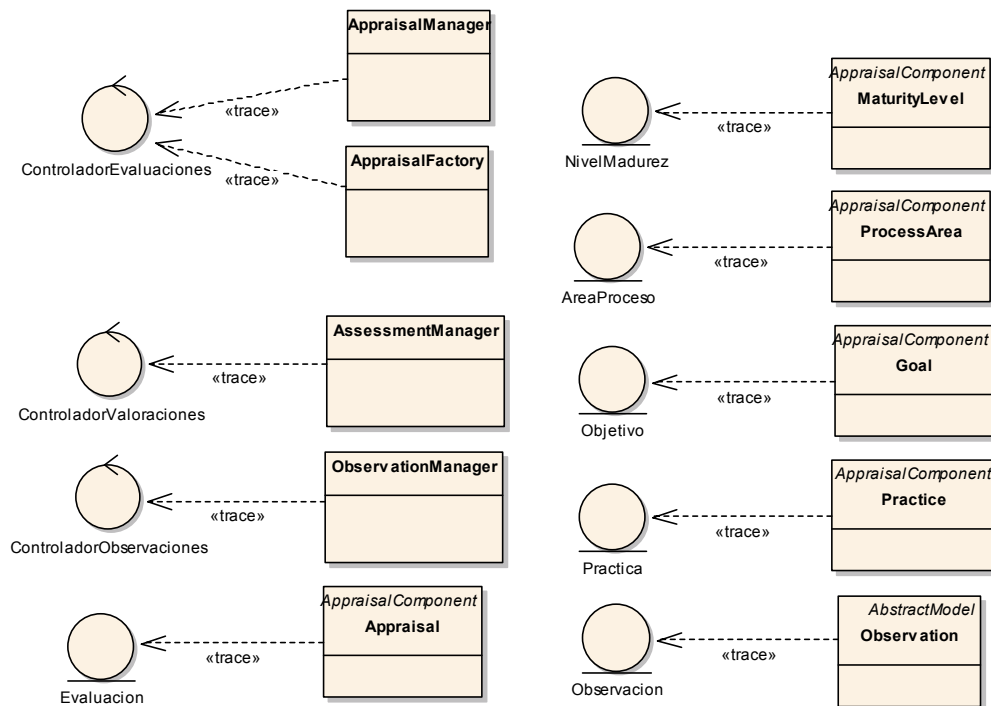 AppraisalManager
«trace»
ControladorEvaluaciones
AppraisalFactory
«trace»
AssessmentManager
«trace»
ControladorValoraciones
ObservationManager
«trace»
ControladorObservaciones
AppraisalComponent
Appraisal
«trace»
Evaluacion
AppraisalComponent
MaturityLevel
«trace»
NivelMadurez
AppraisalComponent
ProcessArea
«trace»
AreaProceso
AppraisalComponent
Goal
«trace»
Objetivo
AppraisalComponent
Practice
«trace»
Practica
AbstractModel
Observation
«trace»
Observacion